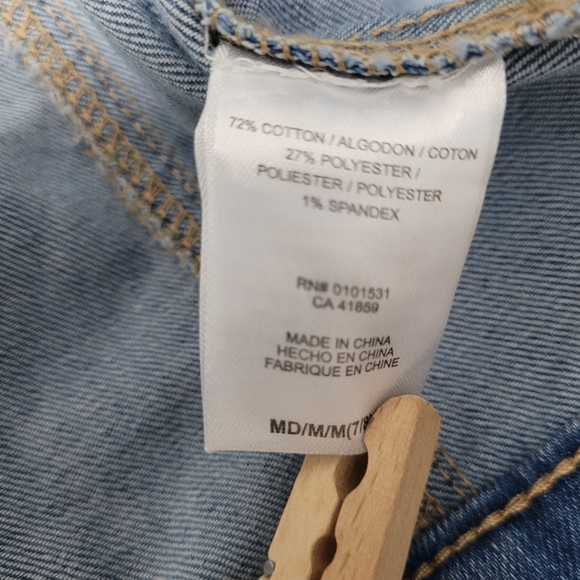 72% COTTON / ALGODON / COTON
27% POLYESTER /
POLIESTER / POLYESTER
1% SPANDEX
RN# 0101531
CA 41859
MADE IN CHINA
HECHO EN CHINA
FABRIQUE EN CHINE
MD/M/M(7/8